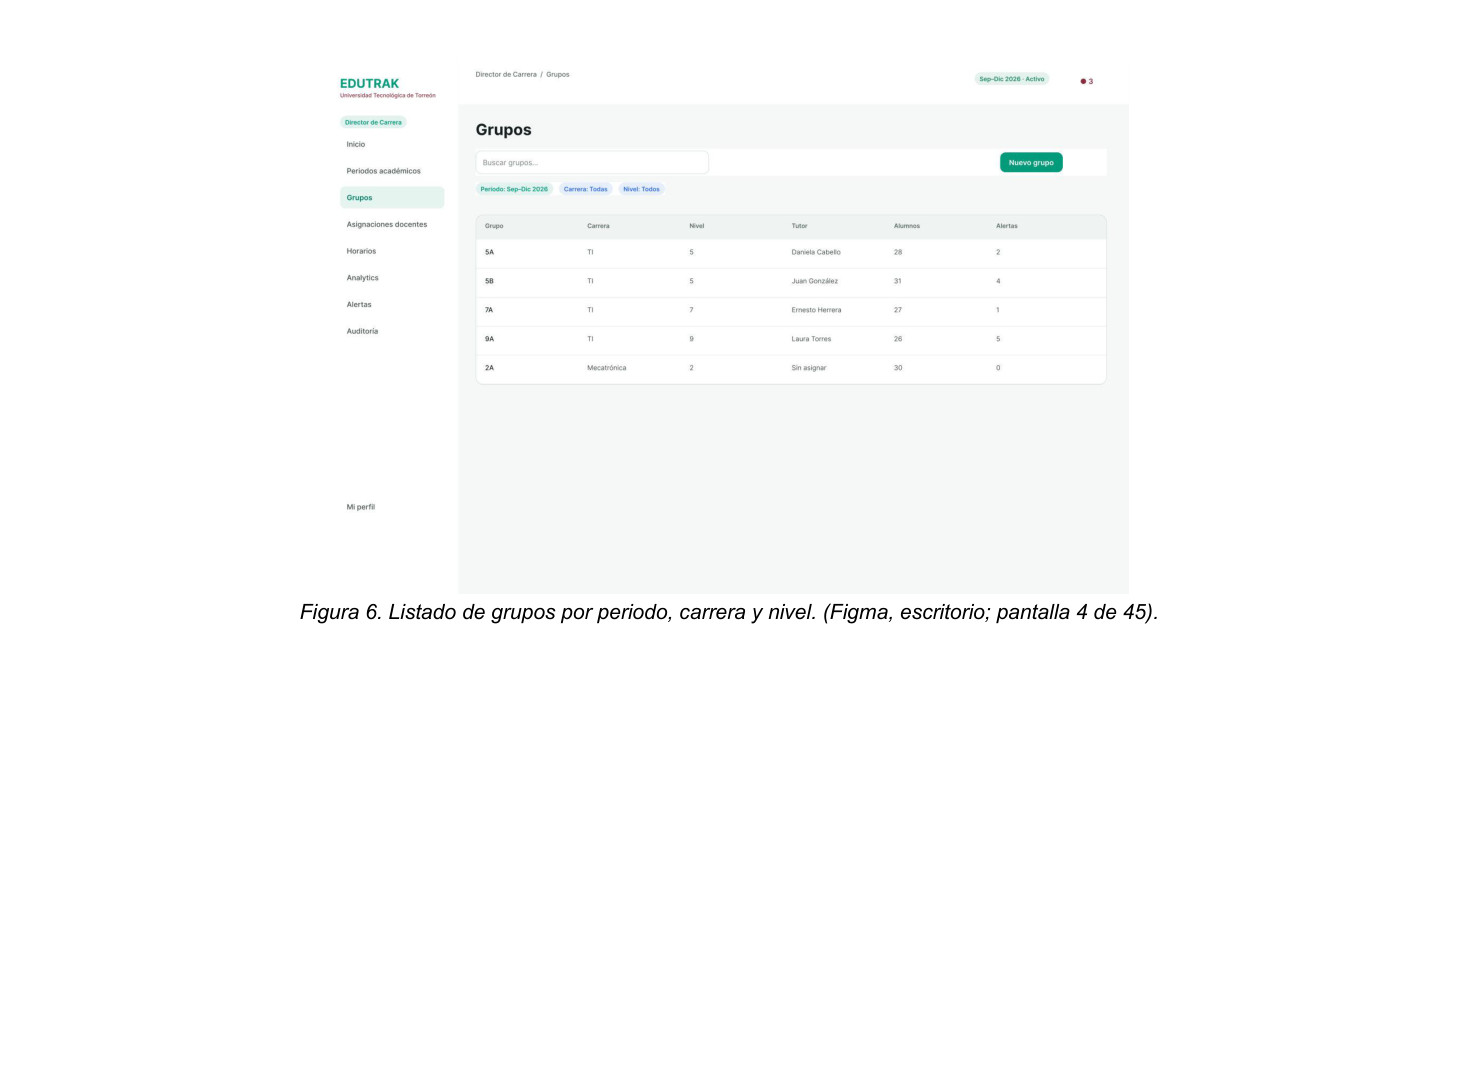 EDUTRAK
Universidad Tecnológica de Torreón
Director de Carrera
Inicio
Periodos académicos
Grupos
Asignaciones docentes
Horarios
Analytics
Alertas
Auditoría
Mi perfil
Director de Carrera / Grupos
Sep-Dic 2026 · Activo
3
Grupos
Buscar grupos...
Nuevo grupo
Periodo: Sep-Dic 2026 Carrera: Todas Nivel: Todos
Grupo Carrera Nivel Tutor Alumnos Alertas
5A TI 5 Daniela Cabello 28 2
5B TI 5 Juan González 31 4
7A TI 7 Ernesto Herrera 27 1
9A TI 9 Laura Torres 26 5
2A Mecatrónica 2 Sin asignar 30 0
Figura 6. Listado de grupos por periodo, carrera y nivel. (Figma, escritorio; pantalla 4 de 45).